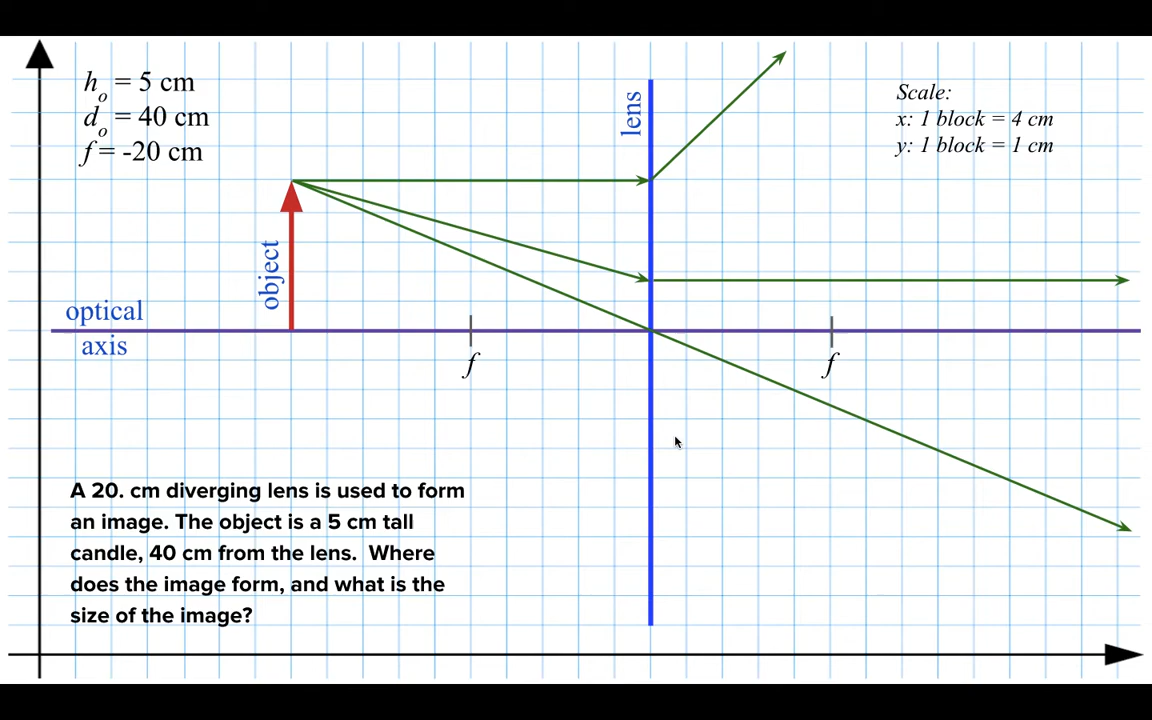 hₒ = 5 cm
dₒ = 40 cm
f = -20 cm
lens
Scale:
x: 1 block = 4 cm
y: 1 block = 1 cm
object
optical
axis
f
f
A 20. cm diverging lens is used to form
an image. The object is a 5 cm tall
candle, 40 cm from the lens.  Where
does the image form, and what is the
size of the image?